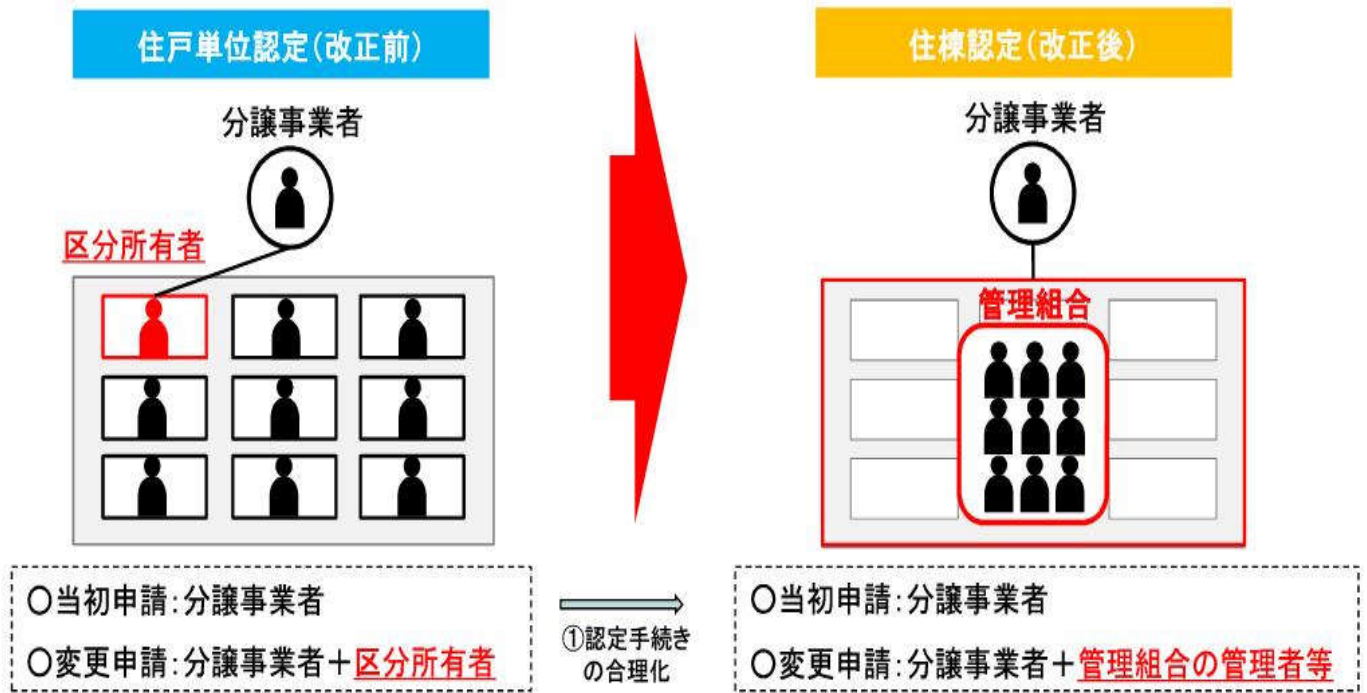 住戸単位認定(改正前)
分譲事業者
区分所有者
〇当初申請:分譲事業者
〇変更申請:分譲事業者+区分所有者
①認定手続き
の合理化
住棟認定(改正後)
分譲事業者
管理組合
〇当初申請:分譲事業者
〇変更申請:分譲事業者+管理組合の管理者等